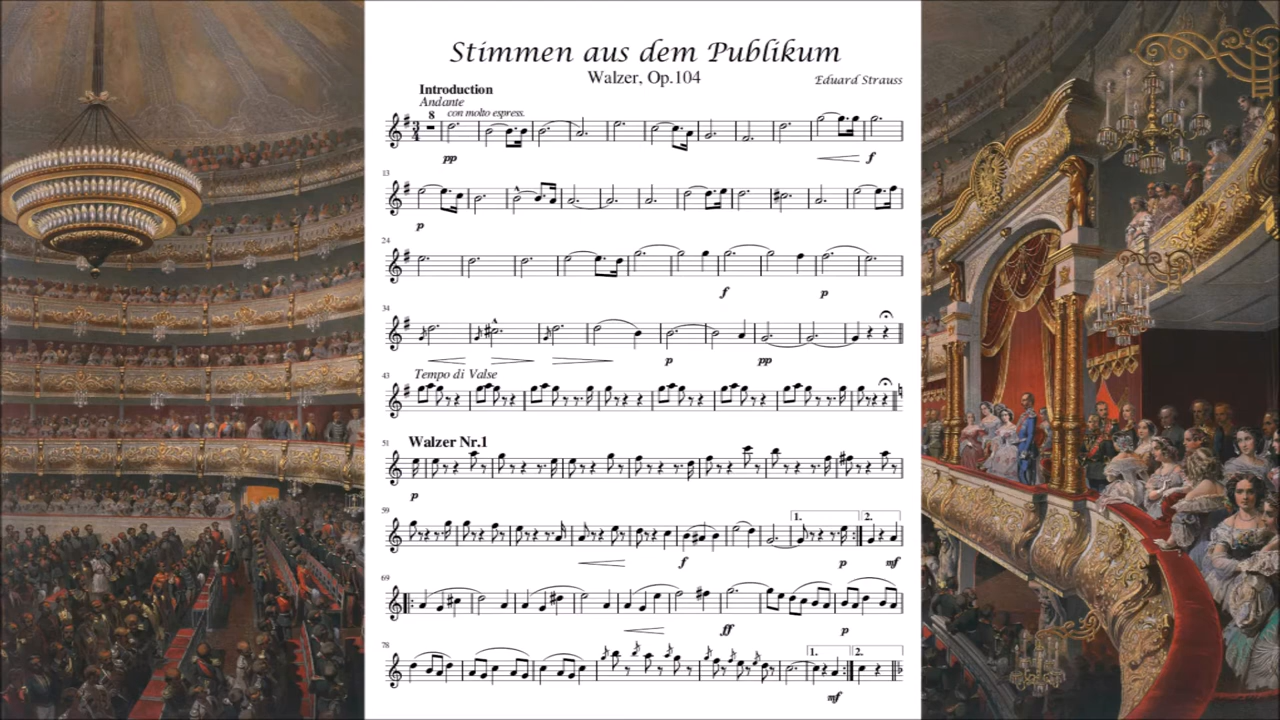 Stimmen aus dem Publikum
Walzer, Op.104
Eduard Strauss
Introduction
Andante
8
con molto espress.
3
4
pp
f
13
p
24
f
p
34
p
pp
43
Tempo di Valse
51
Walzer Nr.1
p
59
1.
2.
f
p
mf
69
ff
p
78
1.
2.
mf